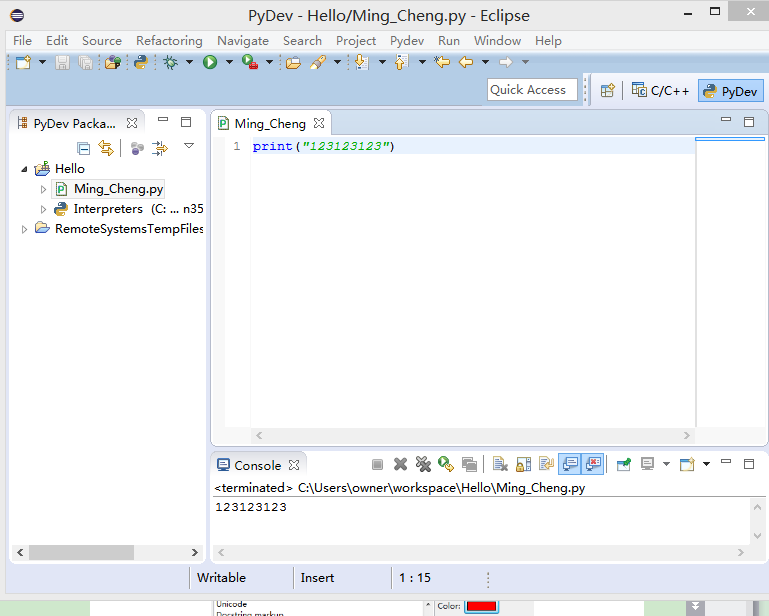 PyDev - Hello/Ming_Cheng.py - Eclipse
File Edit Source Refactoring Navigate Search Project Pydev Run Window Help
Quick Access
C/C++
PyDev
PyDev Packa...
Ming_Cheng
1 print("123123123")
Hello
Ming_Cheng.py
Interpreters (C: ... n35
RemoteSystemsTempFiles
Console
<terminated> C:\Users\owner\workspace\Hello\Ming_Cheng.py
123123123
Writable Insert 1 : 15
Unicode
Docstring markup
Color: